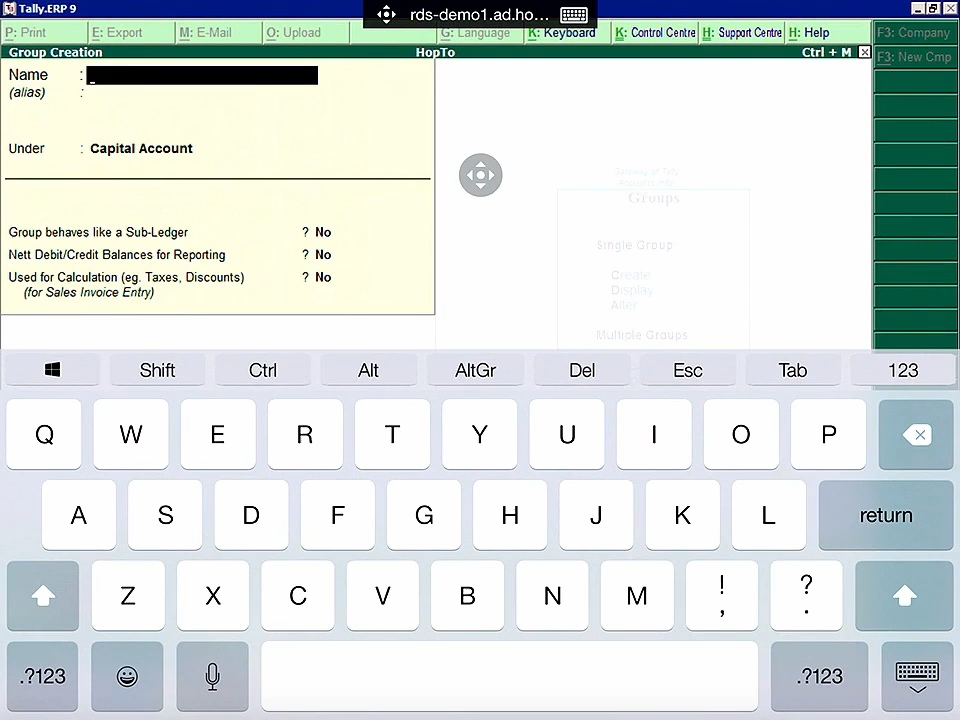 Tally.ERP 9
rds-demo1.ad.ho...
P: Print E: Export M: E-Mail O: Upload G: Language K: Keyboard K: Control Centre H: Support Centre H: Help F3: Company
Group Creation HopTo Ctrl + M F3: New Cmp
Name :
(alias) :
Under : Capital Account
Gateway of Tally
Groups
Single Group
Group behaves like a Sub-Ledger ? No
Nett Debit/Credit Balances for Reporting ? No
Used for Calculation (eg. Taxes, Discounts) ? No
(for Sales Invoice Entry)
Create
Display
Alter
Multiple Groups
Shift Ctrl Alt AltGr Del Esc Tab 123
Q W E R T Y U I O P
A S D F G H J K L return
Z X C V B N M ! , ? .
.?123 .?123